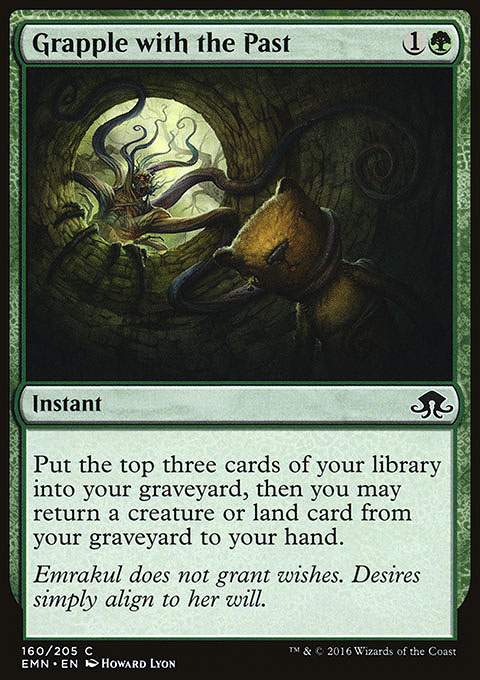 Grapple with the Past 1
Instant
Put the top three cards of your library
into your graveyard, then you may
return a creature or land card from
your graveyard to your hand.
Emrakul does not grant wishes. Desires
simply align to her will.
160/205 C
EMN • EN Howard Lyon
™ & © 2016 Wizards of the Coast